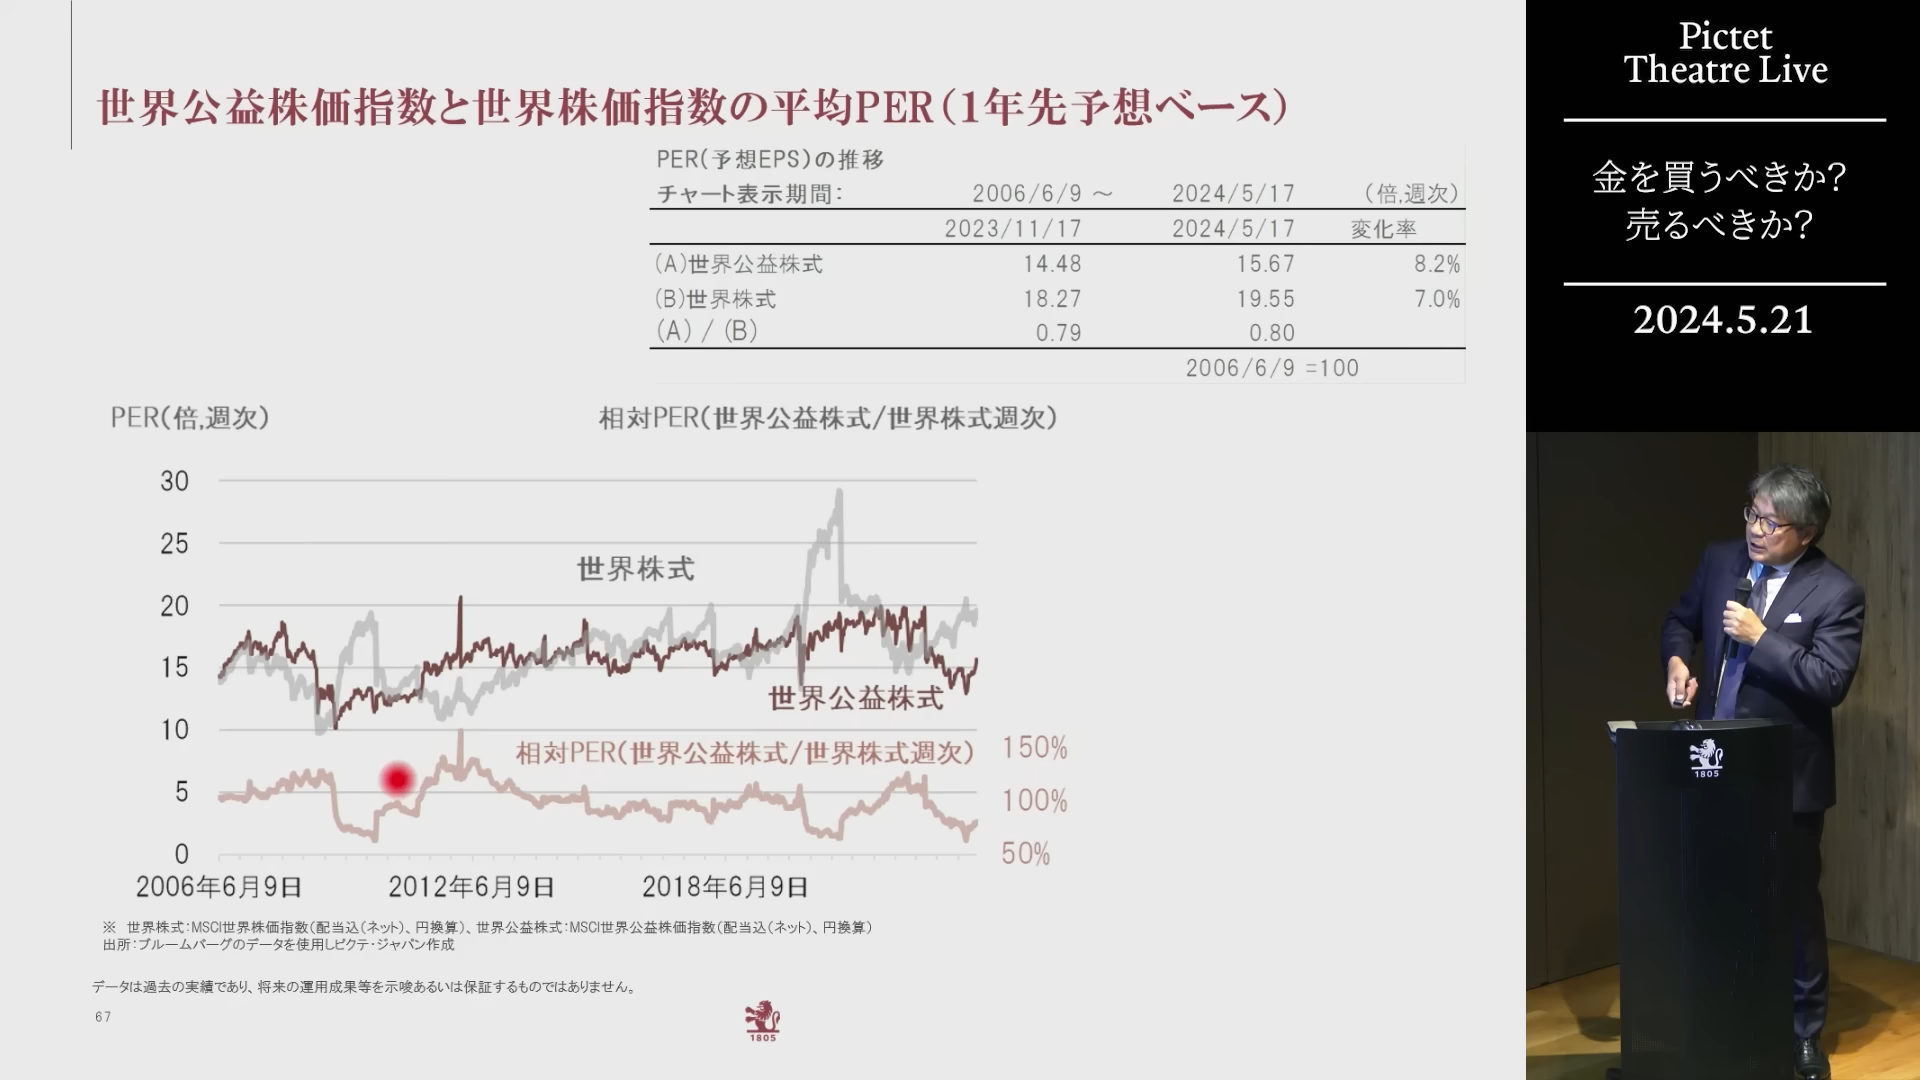 世界公益株価指数と世界株価指数の平均PER（1年先予想ベース）
PER（予想EPS）の推移
チャート表示期間： 2006/6/9 ～ 2024/5/17 （倍,週次）
2023/11/17 2024/5/17 変化率
(A)世界公益株式 14.48 15.67 8.2%
(B)世界株式 18.27 19.55 7.0%
(A) / (B) 0.79 0.80
2006/6/9 =100
PER（倍,週次）
相対PER（世界公益株式/世界株式週次）
30
25
世界株式
20
15
世界公益株式
10
相対PER（世界公益株式/世界株式週次） 150%
5
100%
0
50%
2006年6月9日 2012年6月9日 2018年6月9日
※ 世界株式：MSCI世界株価指数（配当込（ネット）、円換算）、世界公益株式：MSCI世界公益株価指数（配当込（ネット）、円換算）
出所：ブルームバーグのデータを使用しピクテ・ジャパン作成
データは過去の実績であり、将来の運用成果等を示唆あるいは保証するものではありません。
67
1805
Pictet
Theatre Live
金を買うべきか?
売るべきか?
2024.5.21
1805